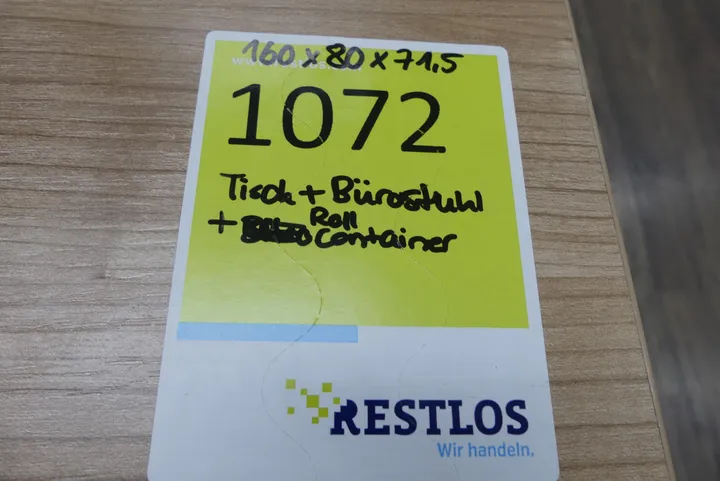 160 x 80 x 71,5
1072
Tisch + Bürostuhl
+ Roll Container
RESTLOS
Wir handeln.